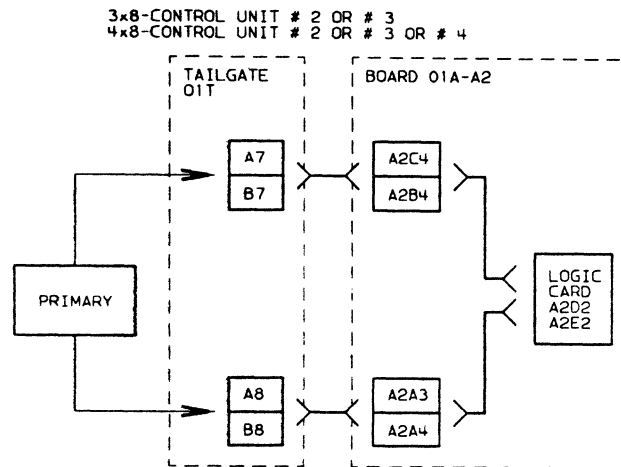 3x8-CONTROL UNIT # 2 OR # 3
4x8-CONTROL UNIT # 2 OR # 3 OR # 4
TAILGATE
01T
BOARD 01A-A2
A7
B7
A2C4
A2B4
PRIMARY
LOGIC
CARD
A2D2
A2E2
A8
B8
A2A3
A2A4